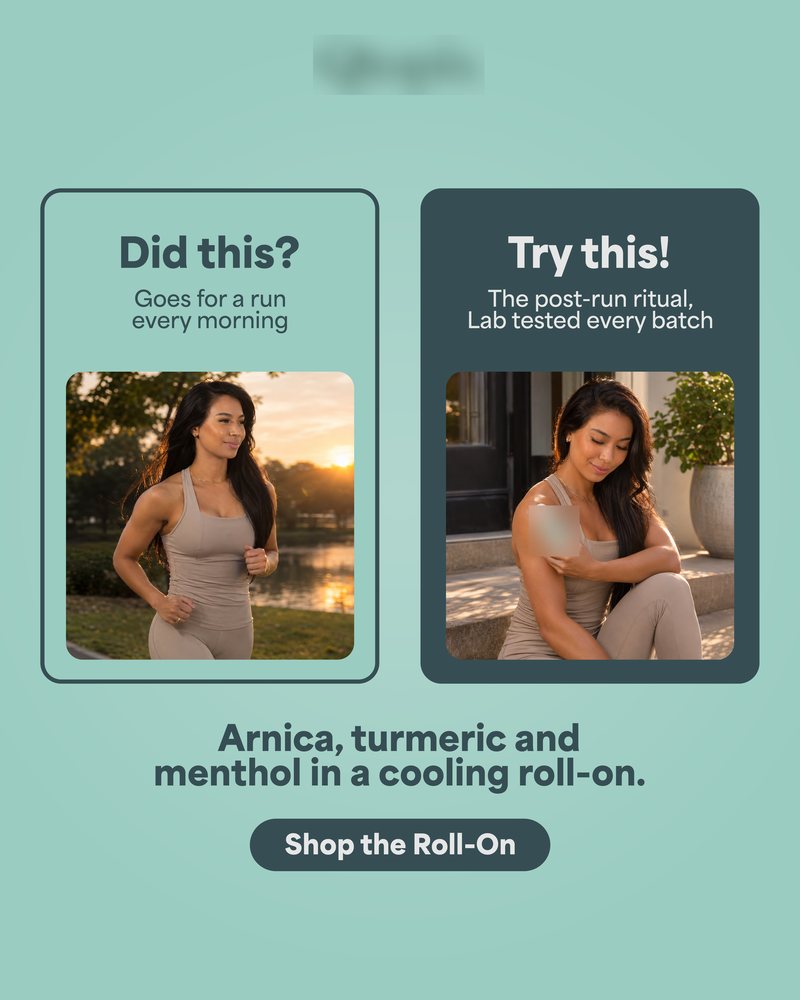 Did this?
Goes for a run
every morning
Try this!
The post-run ritual,
Lab tested every batch
Arnica, turmeric and
menthol in a cooling roll-on.
Shop the Roll-On